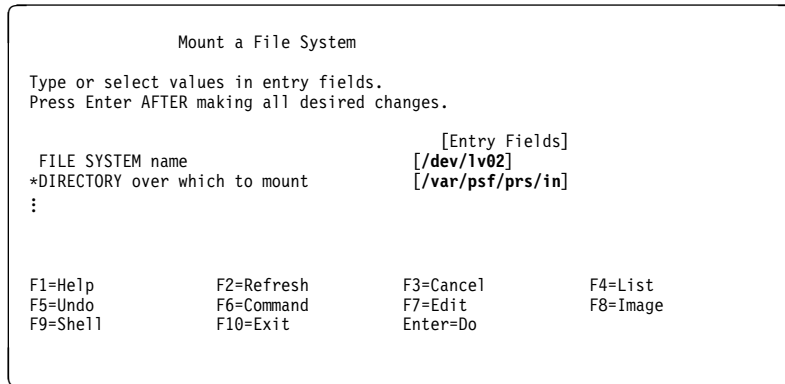 Mount a File System
Type or select values in entry fields.
Press Enter AFTER making all desired changes.
[Entry Fields]
FILE SYSTEM name [/dev/lv02]
*DIRECTORY over which to mount [/var/psf/prs/in]
⋮
F1=Help F2=Refresh F3=Cancel F4=List
F5=Undo F6=Command F7=Edit F8=Image
F9=Shell F10=Exit Enter=Do